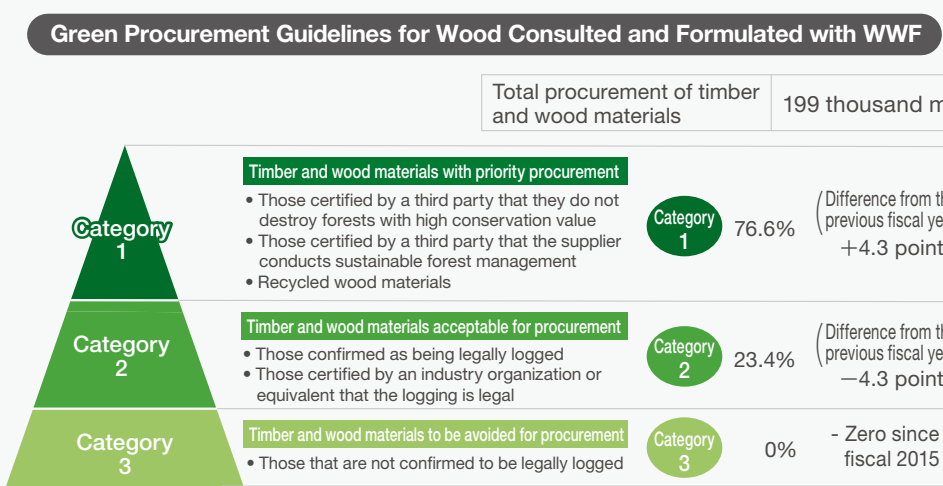 Green Procurement Guidelines for Wood Consulted and Formulated with WWF
Total procurement of timber
and wood materials
199 thousand m
Category
1
Timber and wood materials with priority procurement
• Those certified by a third party that they do not
destroy forests with high conservation value
• Those certified by a third party that the supplier
conducts sustainable forest management
• Recycled wood materials
Category
1
76.6%
(Difference from th
previous fiscal ye
+4.3 point
Category
2
Timber and wood materials acceptable for procurement
• Those confirmed as being legally logged
• Those certified by an industry organization or
equivalent that the logging is legal
Category
2
23.4%
(Difference from th
previous fiscal ye
−4.3 point
Category
3
Timber and wood materials to be avoided for procurement
• Those that are not confirmed to be legally logged
Category
3
0%
- Zero since
fiscal 2015